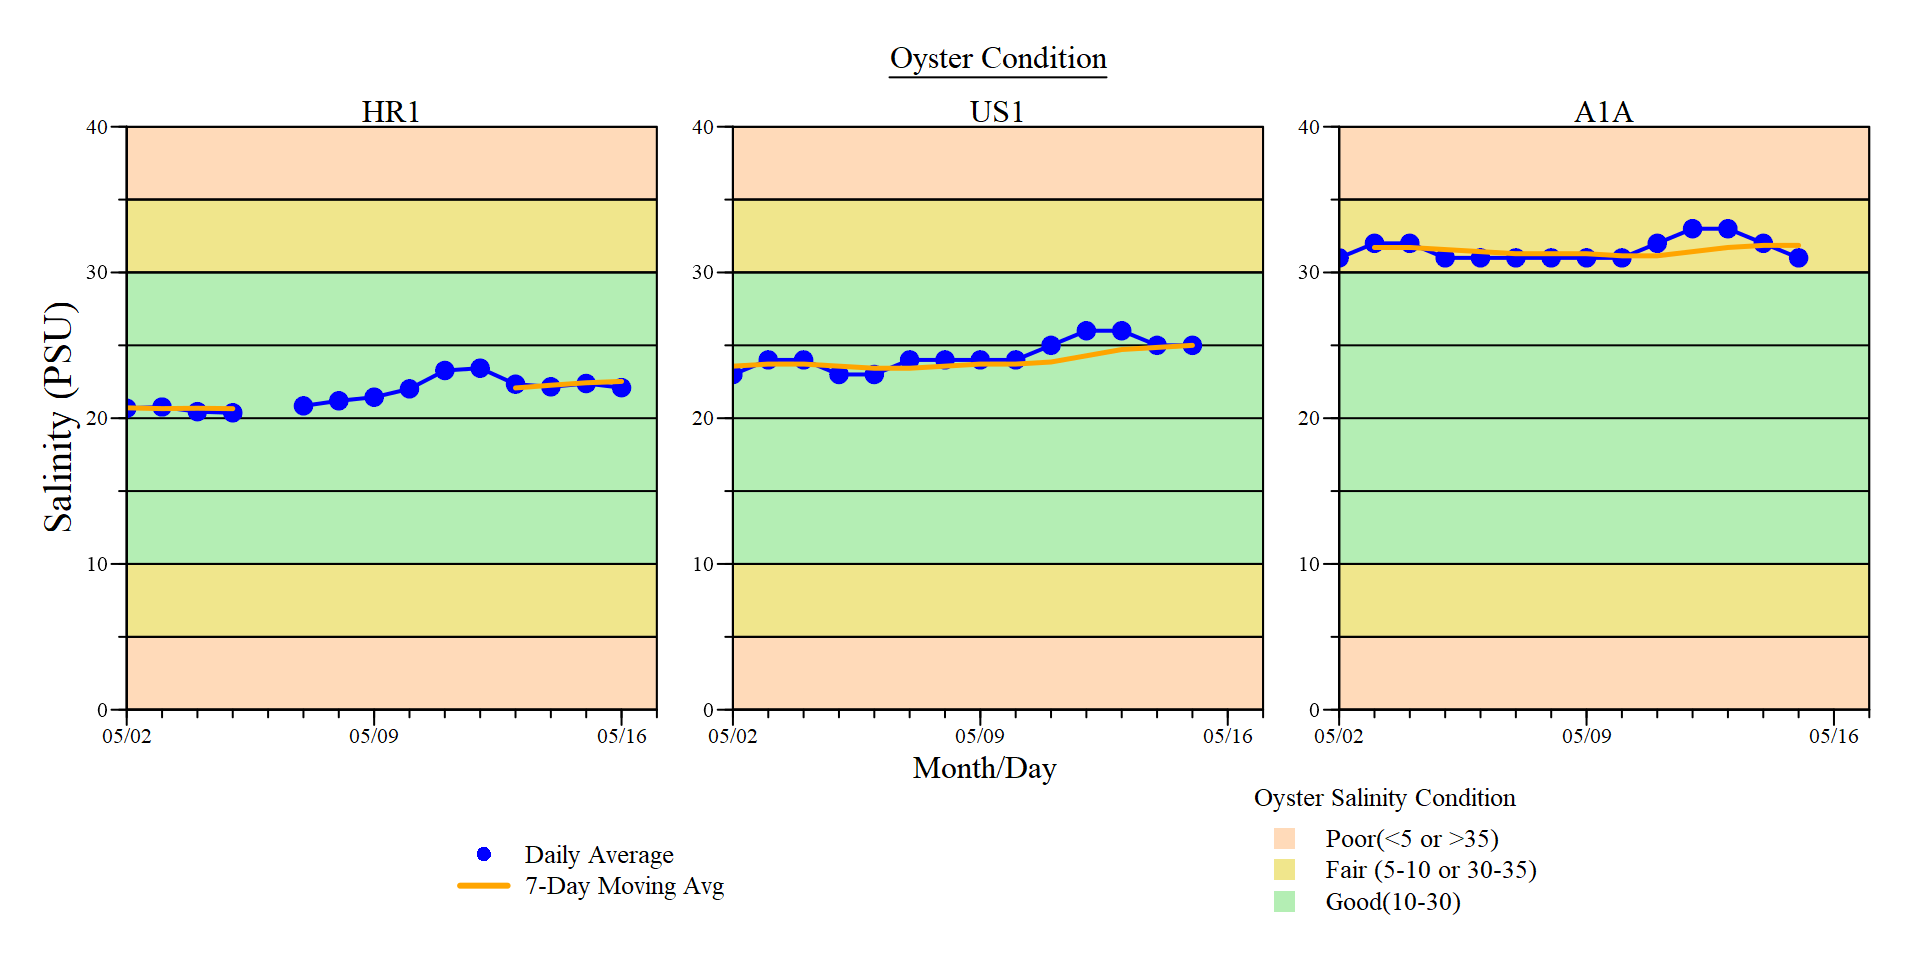 Oyster Condition
HR1
US1
A1A
Salinity (PSU)
40
30
20
10
0
05/02
05/09
05/16
40
30
20
10
0
05/02
05/09
05/16
40
30
20
10
0
05/02
05/09
05/16
Month/Day
Daily Average
7-Day Moving Avg
Oyster Salinity Condition
Poor(<5 or >35)
Fair (5-10 or 30-35)
Good(10-30)